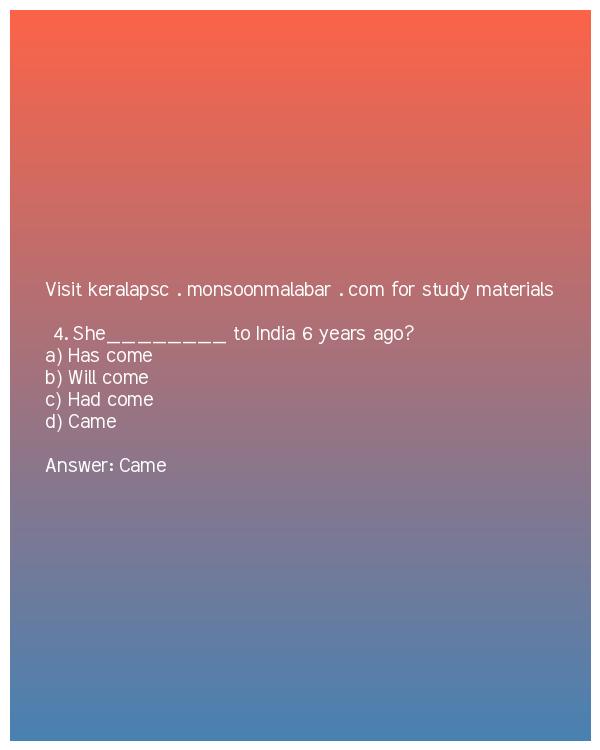 Visit keralapsc . monsoonmalabar . com for study materials
4. She________ to India 6 years ago?
a) Has come
b) Will come
c) Had come
d) Came
Answer: Came